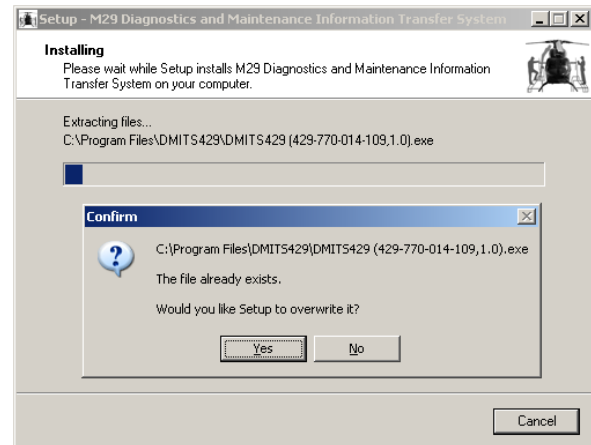 Setup - M29 Diagnostics and Maintenance Information Transfer System
Installing
Please wait while Setup installs M29 Diagnostics and Maintenance Information
Transfer System on your computer.
Extracting files...
C:\Program Files\DMITS429\DMITS429 (429-770-014-109,1.0).exe
Confirm
C:\Program Files\DMITS429\DMITS429 (429-770-014-109,1.0).exe
The file already exists.
Would you like Setup to overwrite it?
Yes No
Cancel